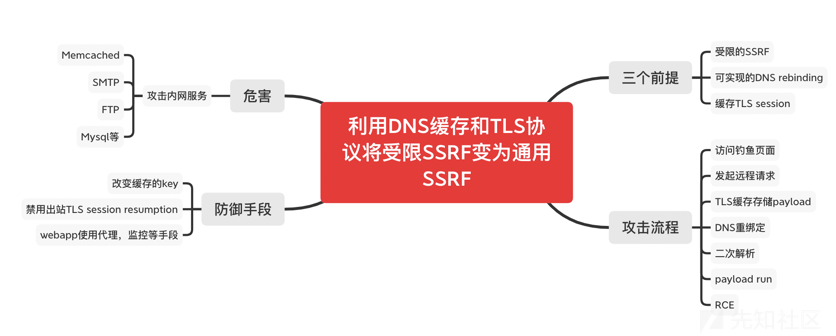 利用DNS缓存和TLS协
议将受限SSRF变为通用
SSRF
三个前提
受限的SSRF
可实现的DNS rebinding
缓存TLS session
攻击流程
访问钓鱼页面
发起远程请求
TLS缓存存储payload
DNS重绑定
二次解析
payload run
RCE
危害
攻击内网服务
Memcached
SMTP
FTP
Mysql等
防御手段
改变缓存的key
禁用出站TLS session resumption
webapp使用代理，监控等手段
先知社区